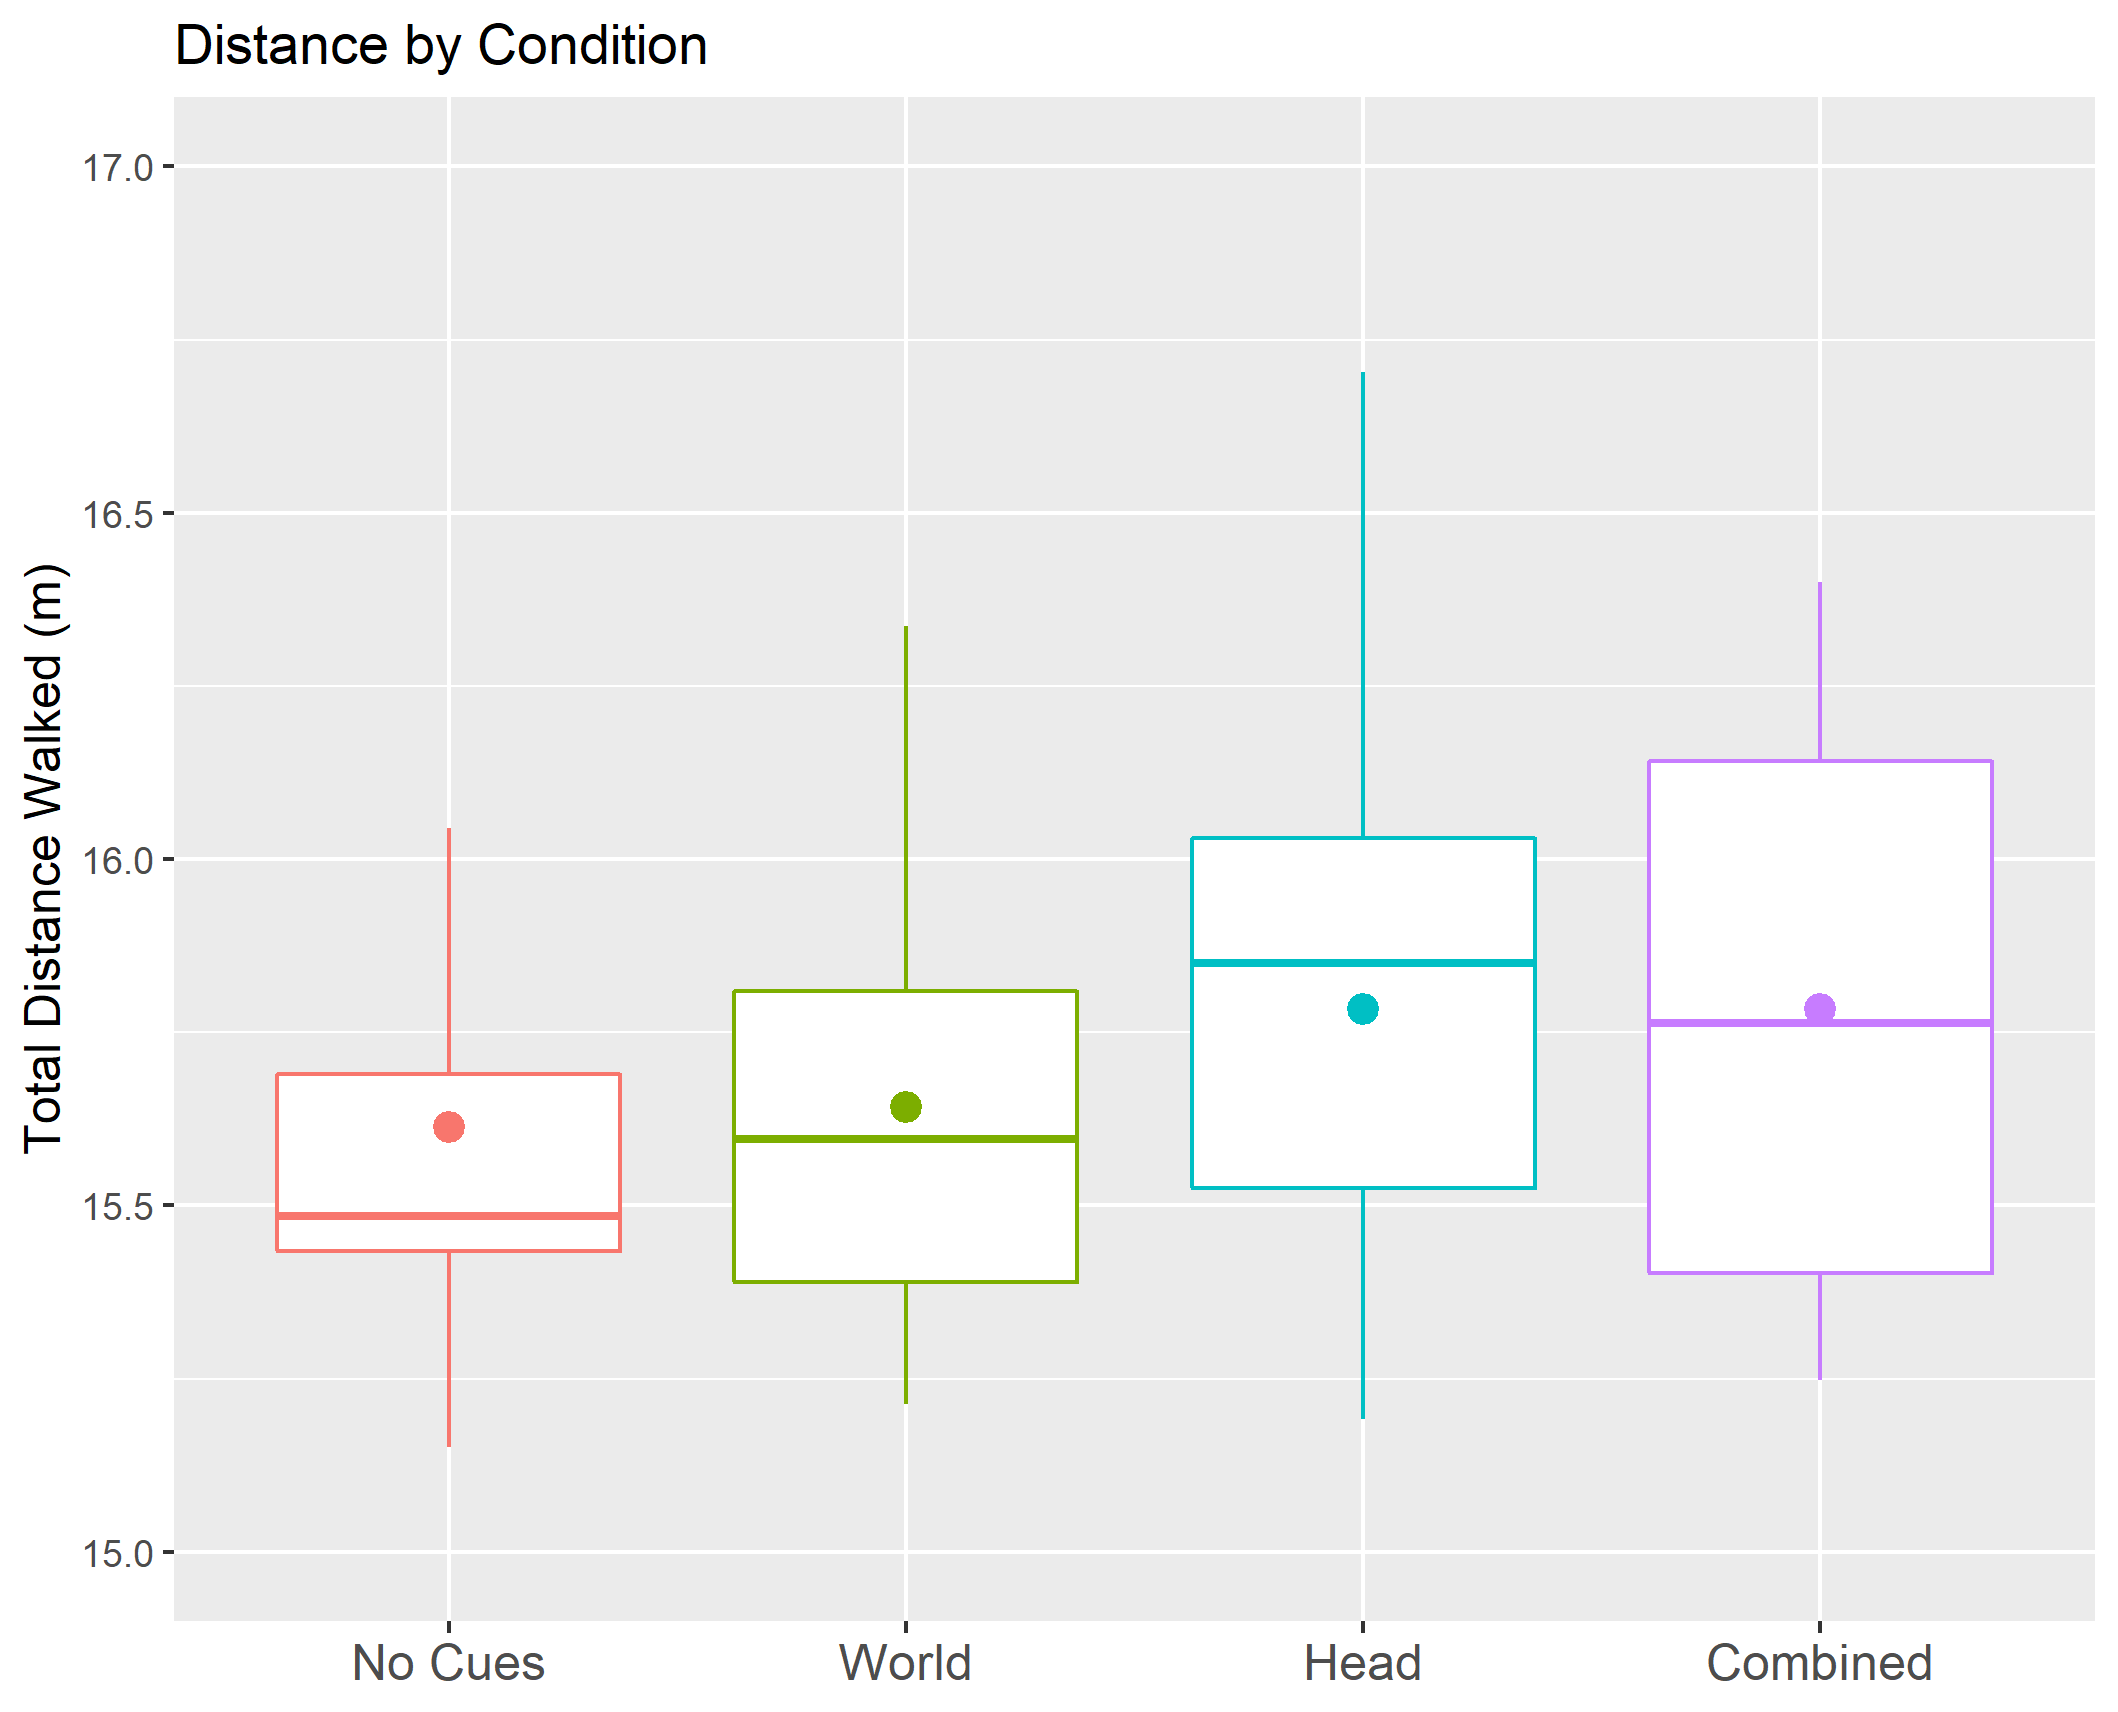 Distance by Condition
Total Distance Walked (m)
17.0
16.5
16.0
15.5
15.0
No Cues World Head Combined